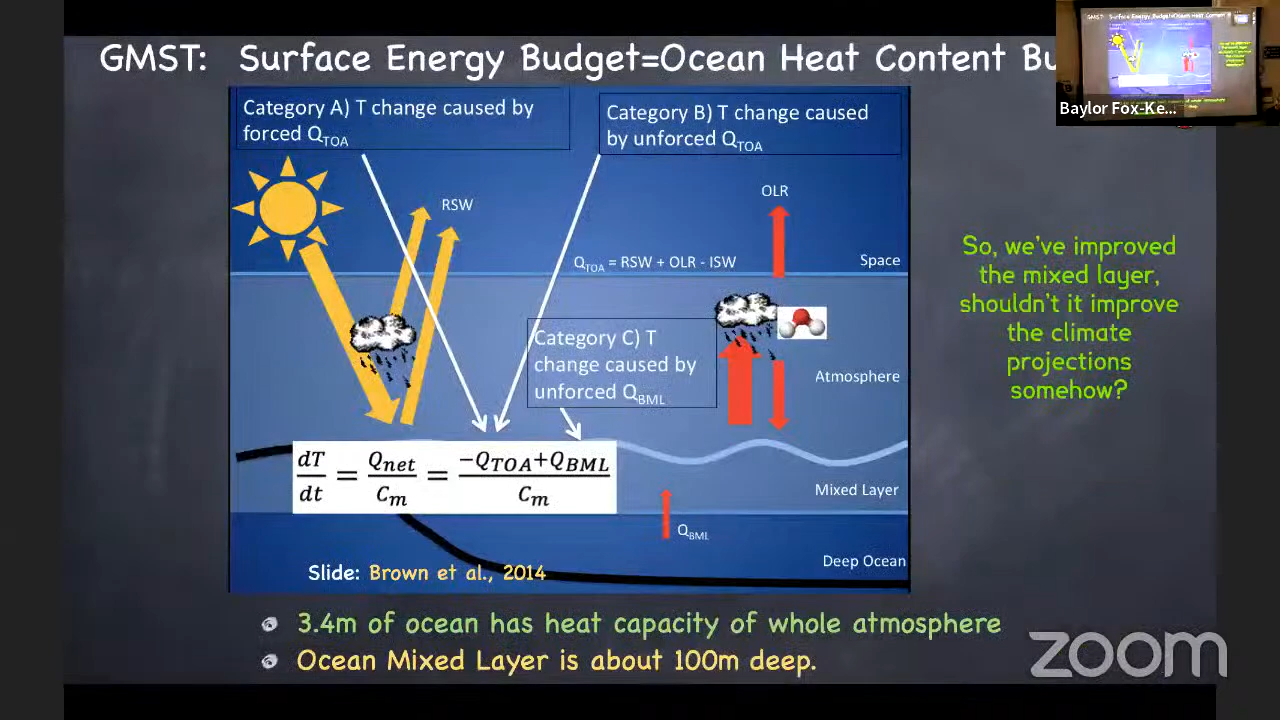 GMST: Surface Energy Budget=Ocean Heat Content Bu
Baylor Fox-Ke...
Category A) T change caused by
forced Q_TOA
Category B) T change caused
by unforced Q_TOA
RSW
OLR
Q_TOA = RSW + OLR - ISW
Space
Category C) T
change caused by
unforced Q_BML
Atmosphere
dT/dt = Q_net/C_m = -Q_TOA+Q_BML/C_m
Mixed Layer
Q_BML
Deep Ocean
Slide: Brown et al., 2014
So, we've improved
the mixed layer,
shouldn't it improve
the climate
projections
somehow?
3.4m of ocean has heat capacity of whole atmosphere
Ocean Mixed Layer is about 100m deep.
zoom